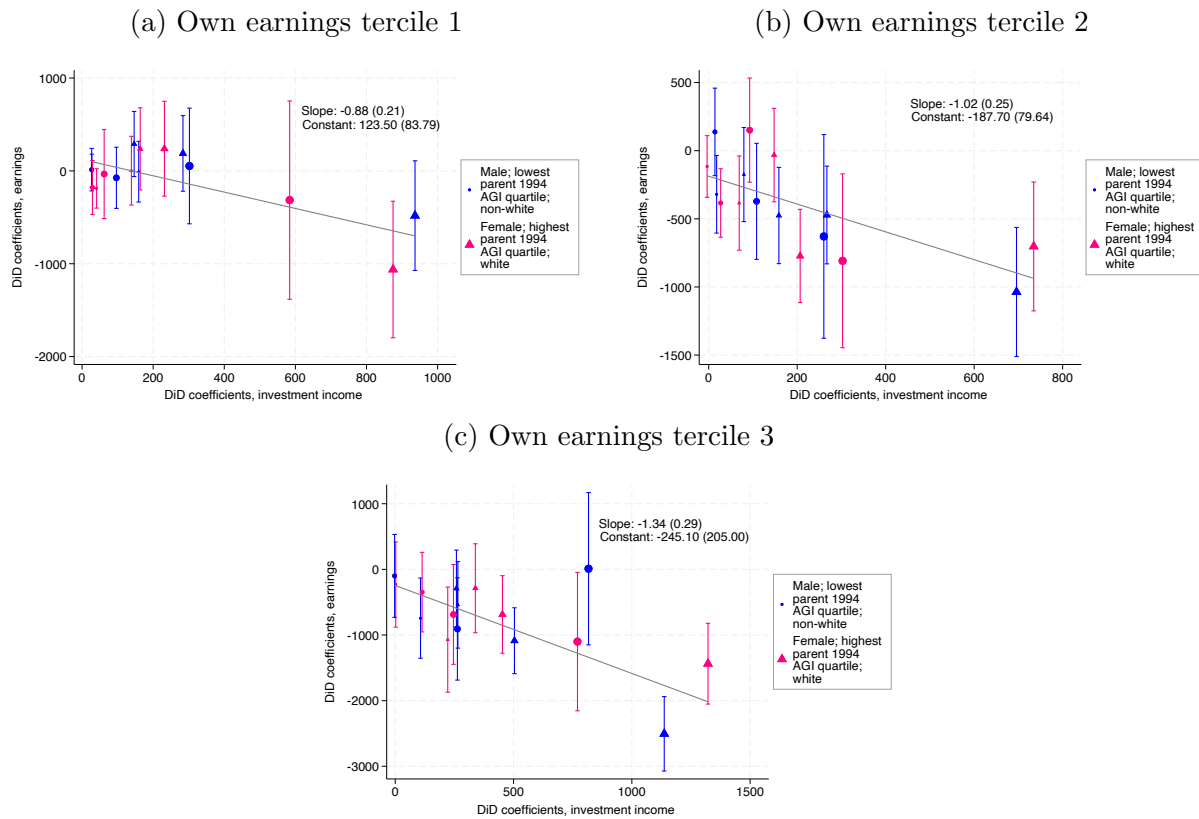 (a) Own earnings tercile 1
1000
0
-1000
-2000
DiD coefficients, earnings
0 200 400 600 800 1000
DiD coefficients, investment income
Slope: -0.88 (0.21)
Constant: 123.50 (83.79)
Male; lowest
parent 1994
AGI quartile;
non-white
Female; highest
parent 1994
AGI quartile;
white
(b) Own earnings tercile 2
500
0
-500
-1000
-1500
DiD coefficients, earnings
0 200 400 600 800
DiD coefficients, investment income
Slope: -1.02 (0.25)
Constant: -187.70 (79.64)
Male; lowest
parent 1994
AGI quartile;
non-white
Female; highest
parent 1994
AGI quartile;
white
(c) Own earnings tercile 3
1000
0
-1000
-2000
-3000
DiD coefficients, earnings
0 500 1000 1500
DiD coefficients, investment income
Slope: -1.34 (0.29)
Constant: -245.10 (205.00)
Male; lowest
parent 1994
AGI quartile;
non-white
Female; highest
parent 1994
AGI quartile;
white